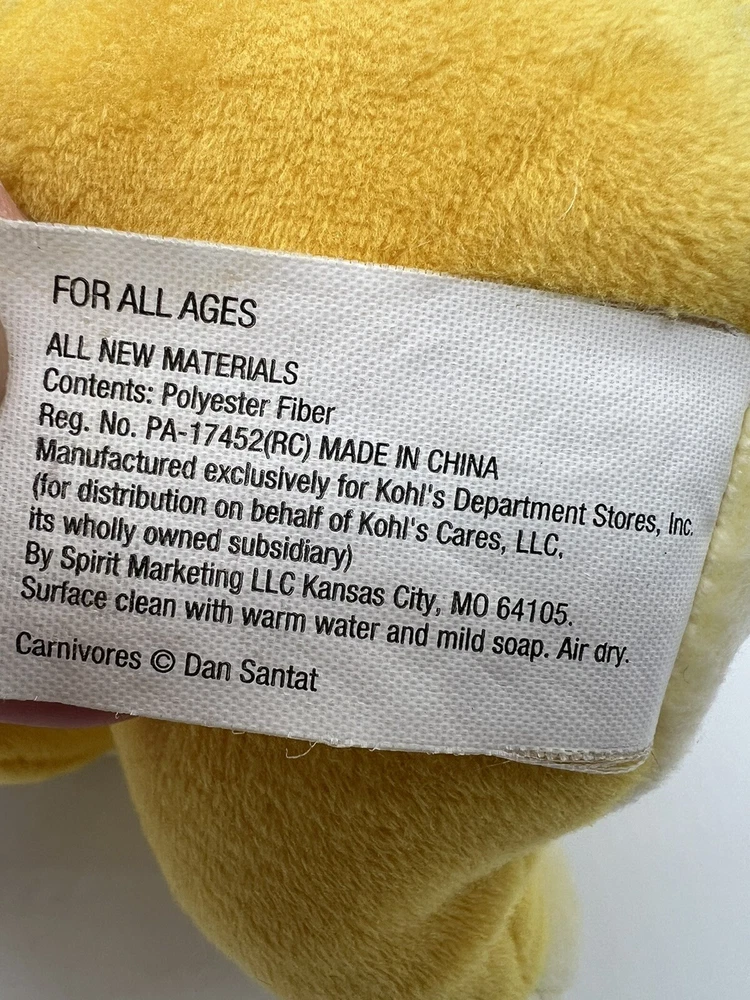 FOR ALL AGES
ALL NEW MATERIALS
Contents: Polyester Fiber
Reg. No. PA-17452(RC) MADE IN CHINA
Manufactured exclusively for Kohl's Department Stores, Inc.
(for distribution on behalf of Kohl's Cares, LLC,
its wholly owned subsidiary)
By Spirit Marketing LLC Kansas City, MO 64105.
Surface clean with warm water and mild soap. Air dry.
Carnivores © Dan Santat